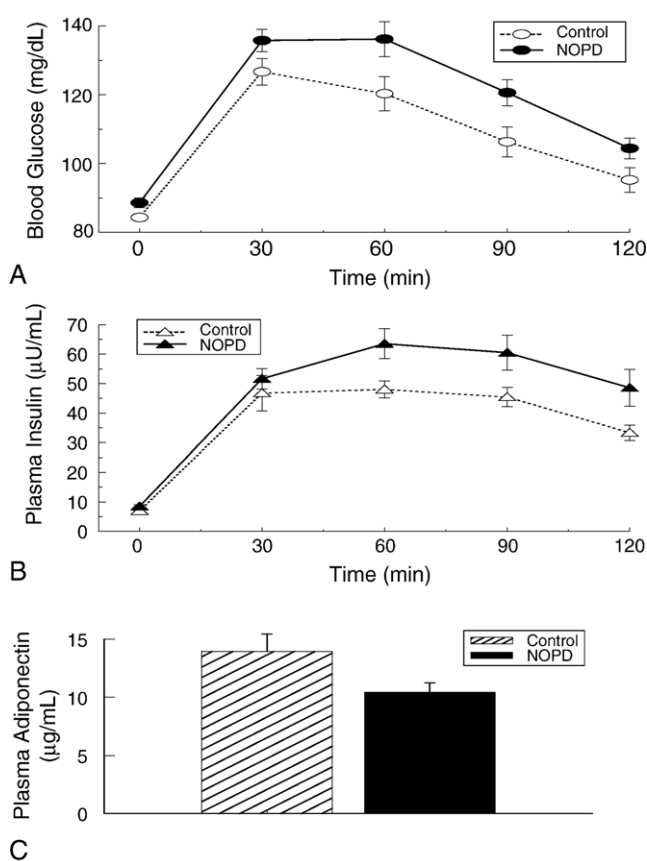 Blood Glucose (mg/dL)
140
120
100
80
Control
NOPD
0 30 60 90 120
Time (min)
A
Plasma Insulin (μU/mL)
70
60
50
40
30
20
10
0
Control
NOPD
0 30 60 90 120
Time (min)
B
Plasma Adiponectin
(μg/mL)
15
10
5
0
Control
NOPD
C